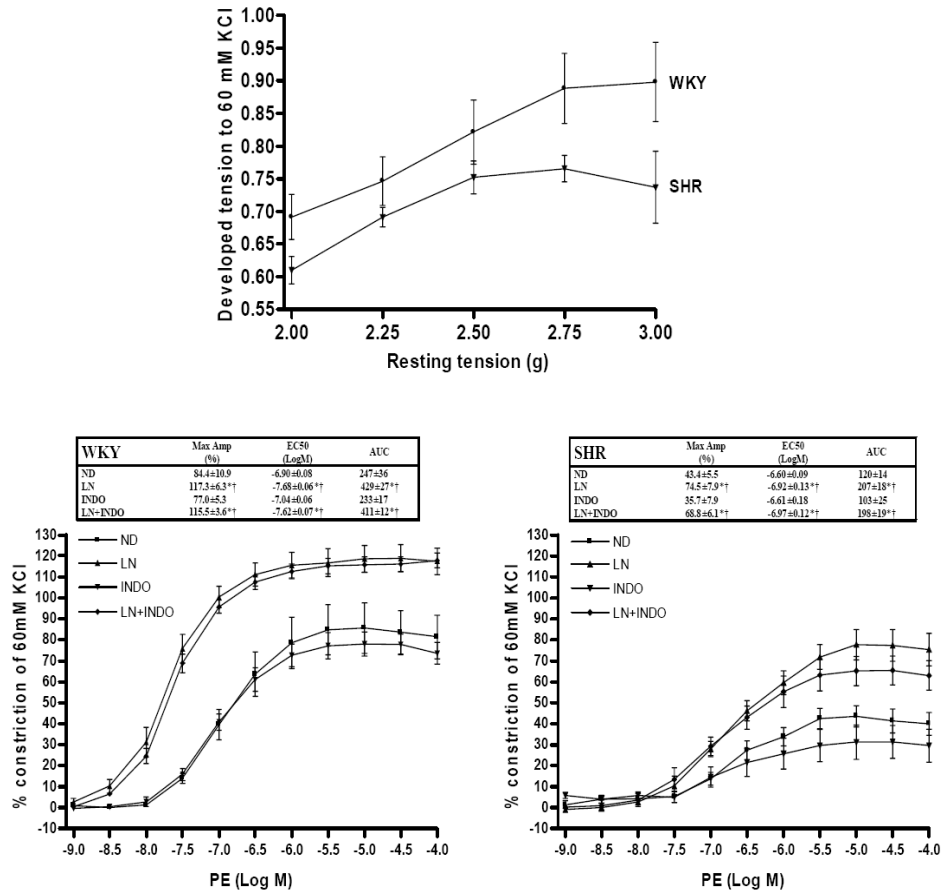 1.00
0.95
0.90
0.85
0.80
0.75
0.70
0.65
0.60
0.55
Developed tension to 60 mM KCl
WKY
SHR
2.00 2.25 2.50 2.75 3.00
Resting tension (g)
WKY Max Amp (%) EC50 (LogM) AUC
ND 84.4±10.9 -6.90±0.08 247±36
LN 117.3±6.3*† -7.68±0.06*† 429±27*†
INDO 77.0±5.3 -7.04±0.06 233±17
LN+INDO 115.5±3.6*† -7.62±0.07*† 411±12*†
130
120
110
100
90
80
70
60
50
40
30
20
10
0
-10
% constriction of 60mM KCl
ND
LN
INDO
LN+INDO
-9.0 -8.5 -8.0 -7.5 -7.0 -6.5 -6.0 -5.5 -5.0 -4.5 -4.0
PE (Log M)
SHR Max Amp (%) EC50 (LogM) AUC
ND 43.4±5.5 -6.60±0.09 120±14
LN 74.5±7.9*† -6.92±0.13*† 207±18*†
INDO 35.7±7.9 -6.61±0.18 103±25
LN+INDO 68.8±6.1*† -6.97±0.12*† 198±19*†
130
120
110
100
90
80
70
60
50
40
30
20
10
0
-10
% constriction of 60mM KCl
ND
LN
INDO
LN+INDO
-9.0 -8.5 -8.0 -7.5 -7.0 -6.5 -6.0 -5.5 -5.0 -4.5 -4.0
PE (Log M)